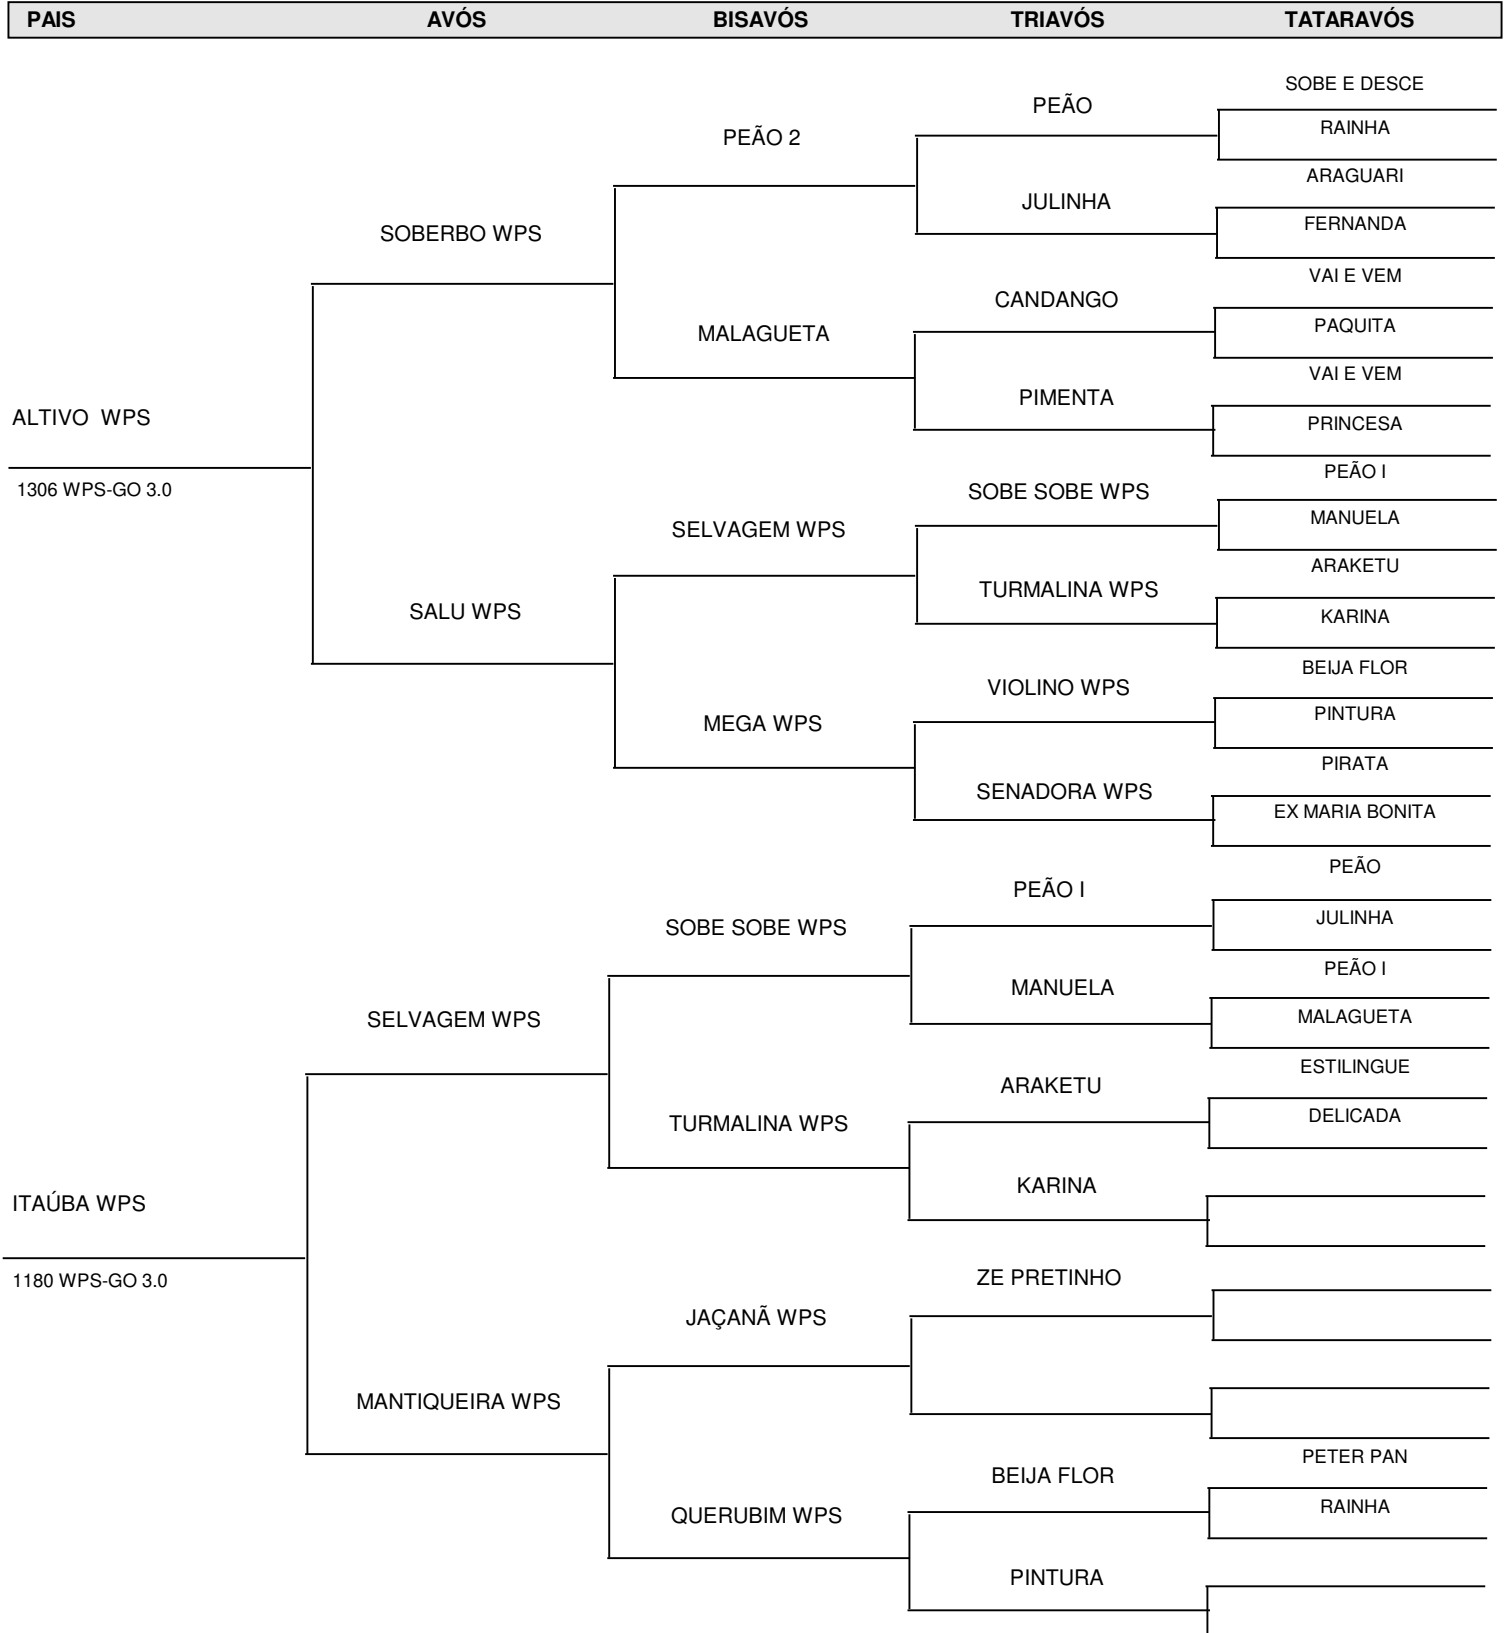 PAIS AVÓS BISAVÓS TRIAVÓS TATARAVÓS
SOBE E DESCE
PEÃO
RAINHA
PEÃO 2
ARAGUARI
JULINHA
FERNANDA
SOBERBO WPS
VAI E VEM
CANDANGO
PAQUITA
MALAGUETA
VAI E VEM
PIMENTA
ALTIVO WPS
PRINCESA
PEÃO I
1306 WPS-GO 3.0
SOBE SOBE WPS
MANUELA
SELVAGEM WPS
ARAKETU
TURMALINA WPS
SALU WPS
KARINA
BEIJA FLOR
VIOLINO WPS
PINTURA
MEGA WPS
PIRATA
SENADORA WPS
EX MARIA BONITA
PEÃO
PEÃO I
JULINHA
SOBE SOBE WPS
PEÃO I
MANUELA
MALAGUETA
SELVAGEM WPS
ESTILINGUE
ARAKETU
DELICADA
TURMALINA WPS
KARINA
ITAÚBA WPS
ZE PRETINHO
1180 WPS-GO 3.0
JAÇANÃ WPS
MANTIQUEIRA WPS
PETER PAN
BEIJA FLOR
RAINHA
QUERUBIM WPS
PINTURA